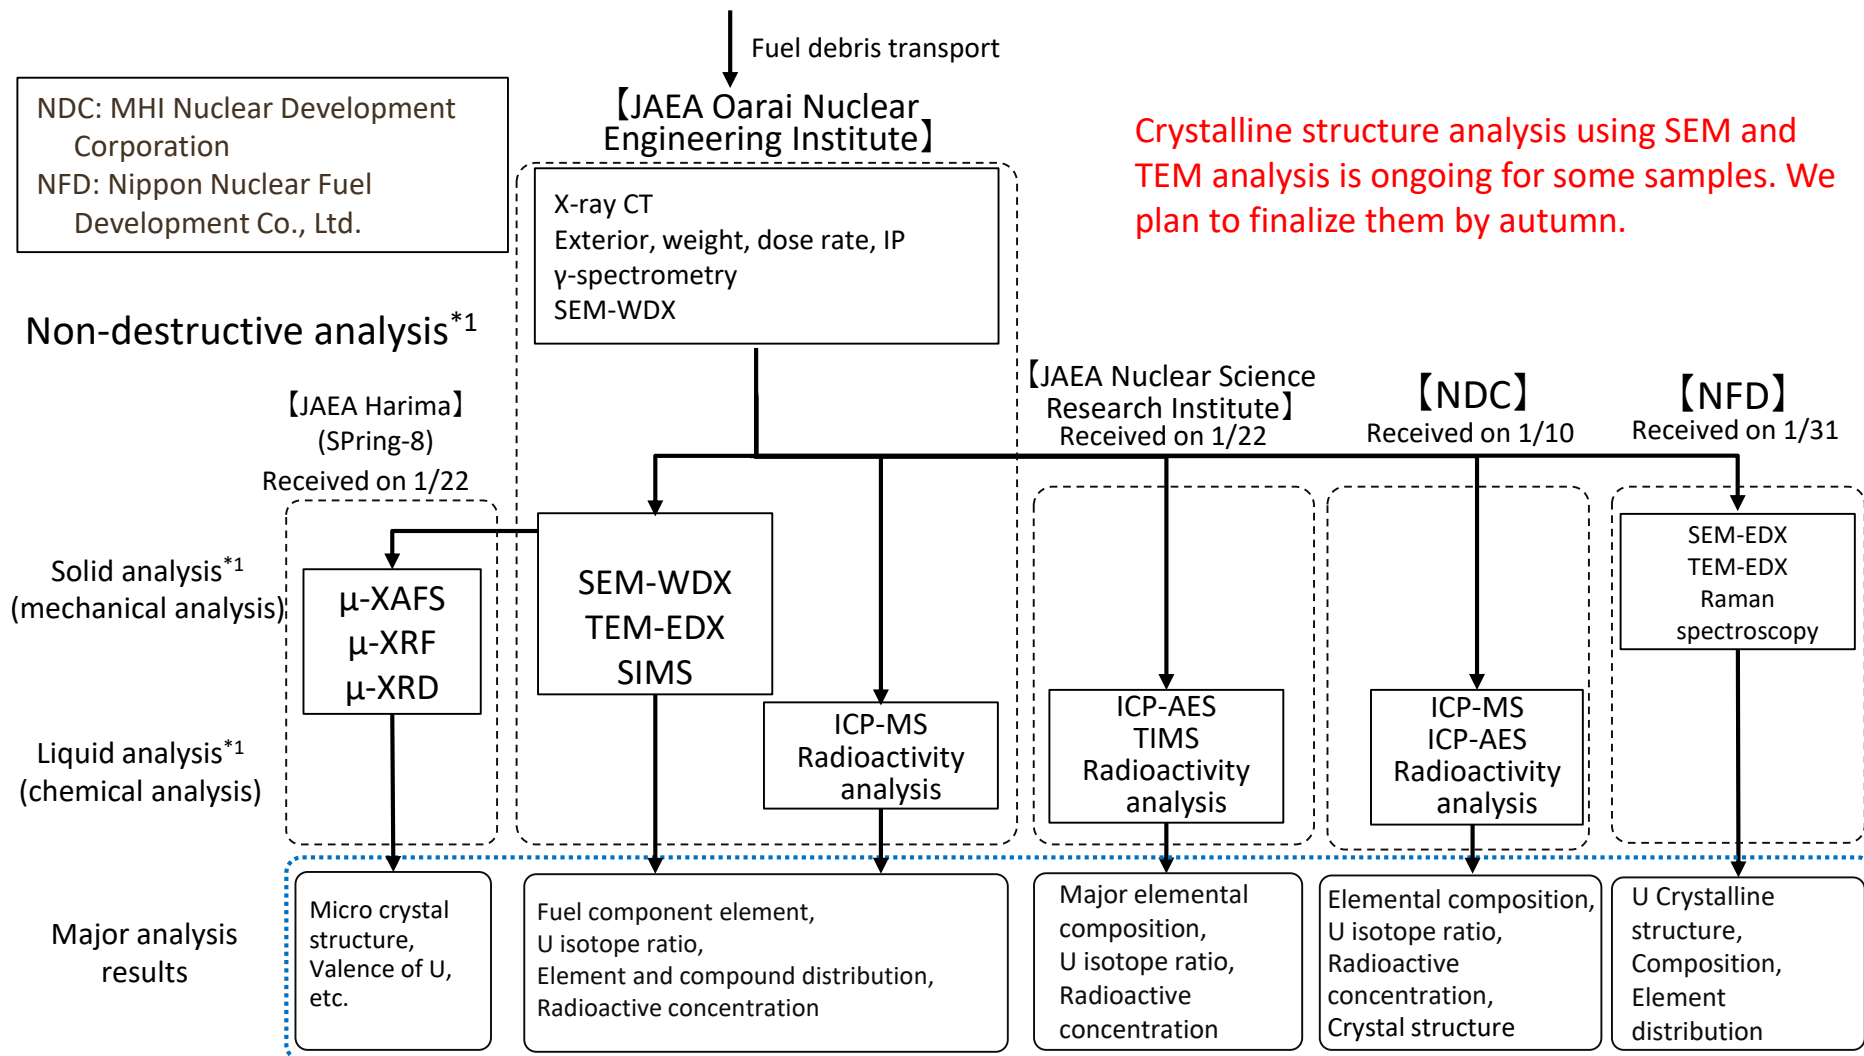 Fuel debris transport
NDC: MHI Nuclear Development
Corporation
NFD: Nippon Nuclear Fuel
Development Co., Ltd.
【JAEA Oarai Nuclear
Engineering Institute】
Crystalline structure analysis using SEM and
TEM analysis is ongoing for some samples. We
plan to finalize them by autumn.
X-ray CT
Exterior, weight, dose rate, IP
γ-spectrometry
SEM-WDX
Non-destructive analysis*1
【JAEA Harima】
(SPring-8)
Received on 1/22
【JAEA Nuclear Science
Research Institute】
Received on 1/22
【NDC】
Received on 1/10
【NFD】
Received on 1/31
Solid analysis*1
(mechanical analysis)
μ-XAFS
μ-XRF
μ-XRD
SEM-WDX
TEM-EDX
SIMS
SEM-EDX
TEM-EDX
Raman
spectroscopy
Liquid analysis*1
(chemical analysis)
ICP-MS
Radioactivity
analysis
ICP-AES
TIMS
Radioactivity
analysis
ICP-MS
ICP-AES
Radioactivity
analysis
Major analysis
results
Micro crystal
structure,
Valence of U,
etc.
Fuel component element,
U isotope ratio,
Element and compound distribution,
Radioactive concentration
Major elemental
composition,
U isotope ratio,
Radioactive
concentration
Elemental composition,
U isotope ratio,
Radioactive
concentration,
Crystal structure
U Crystalline
structure,
Composition,
Element
distribution